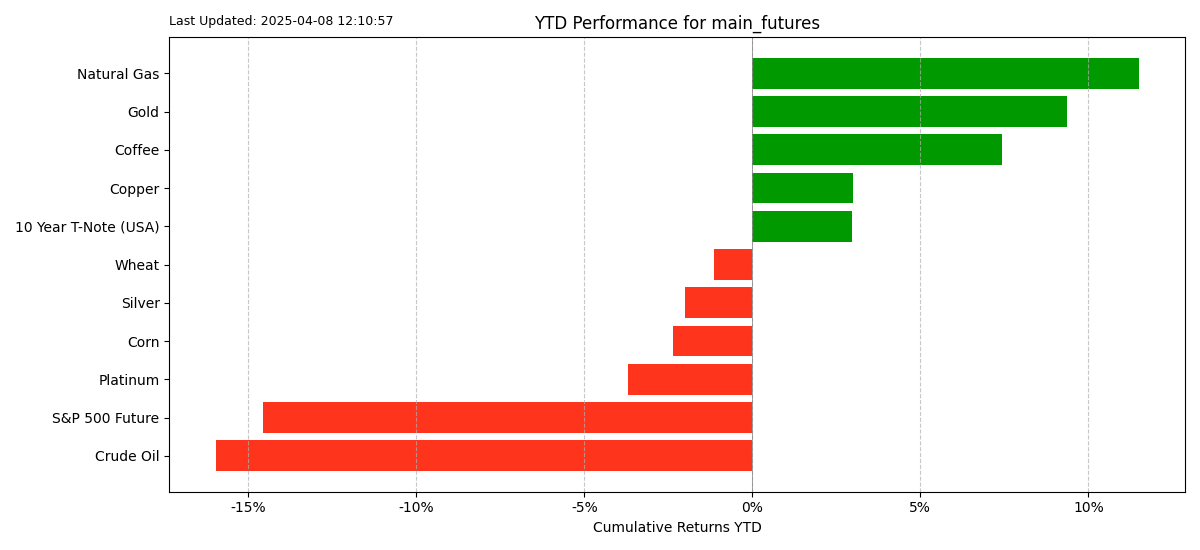 Last Updated: 2025-04-08 12:10:57
YTD Performance for main_futures
Natural Gas
Gold
Coffee
Copper
10 Year T-Note (USA)
Wheat
Silver
Corn
Platinum
S&P 500 Future
Crude Oil
-15% -10% -5% 0% 5% 10%
Cumulative Returns YTD